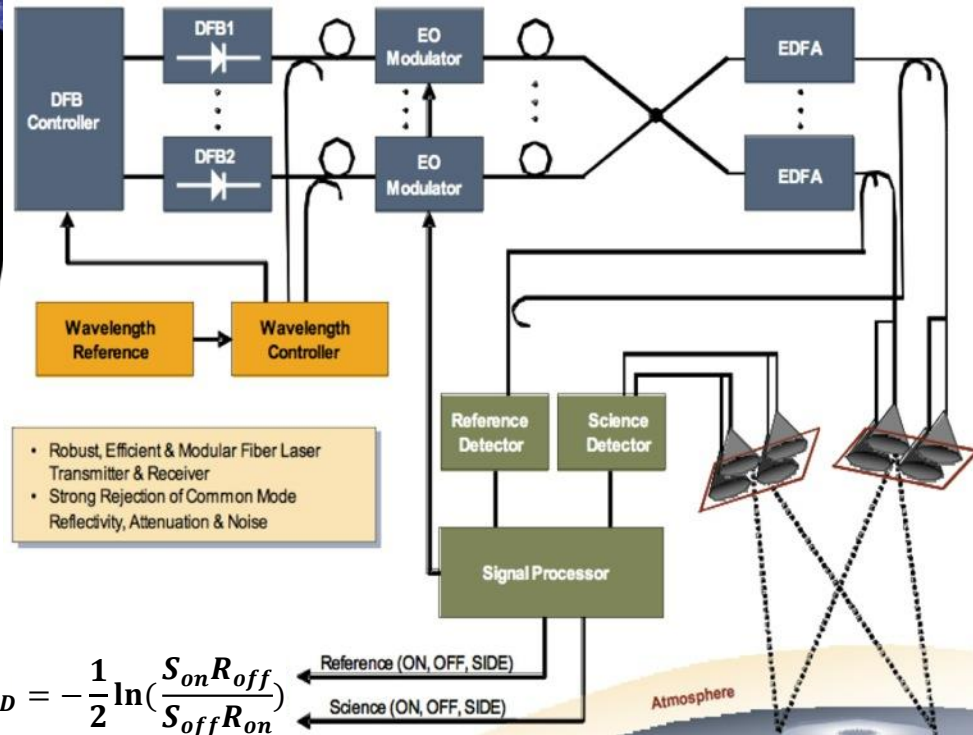 DFB
Controller
DFB1
DFB2
EO
Modulator
EO
Modulator
EDFA
EDFA
Wavelength
Reference
Wavelength
Controller
Reference
Detector
Science
Detector
• Robust, Efficient & Modular Fiber Laser
Transmitter & Receiver
• Strong Rejection of Common Mode
Reflectivity, Attenuation & Noise
Signal Processor
D = -1/2 ln(S_on R_off / S_off R_on)
Reference (ON, OFF, SIDE)
Science (ON, OFF, SIDE)
Atmosphere